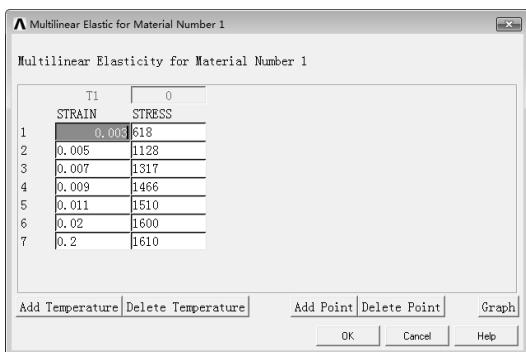 Multilinear Elastic for Material Number 1
Multilinear Elasticity for Material Number 1
T1 0
STRAIN STRESS
1 0.003 618
2 0.005 1128
3 0.007 1317
4 0.009 1466
5 0.011 1510
6 0.02 1600
7 0.2 1610
Add Temperature Delete Temperature Add Point Delete Point Graph
OK Cancel Help